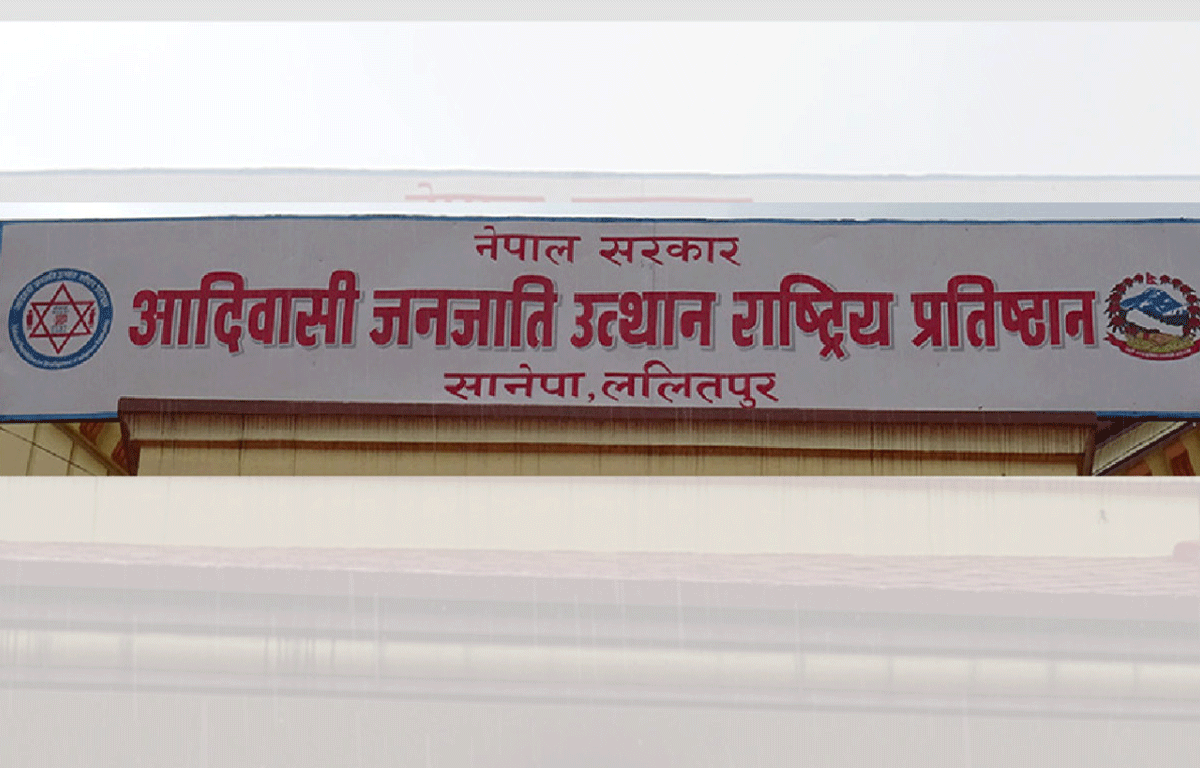 नेपाल सरकार
आदिवासी जनजाति उत्थान राष्ट्रिय प्रतिष्ठान
सानेपा, ललितपुर